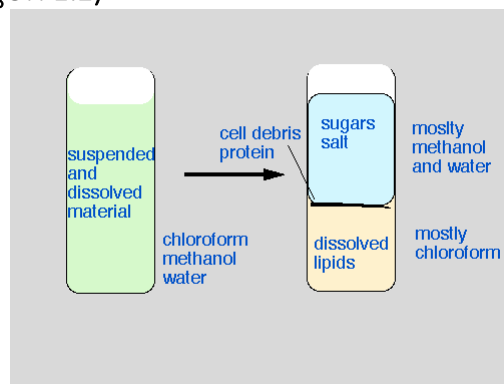 suspended
and
dissolved
material
chloroform
methanol
water
cell debris
protein
sugars
salt
moslty
methanol
and water
dissolved
lipids
mostly
chloroform